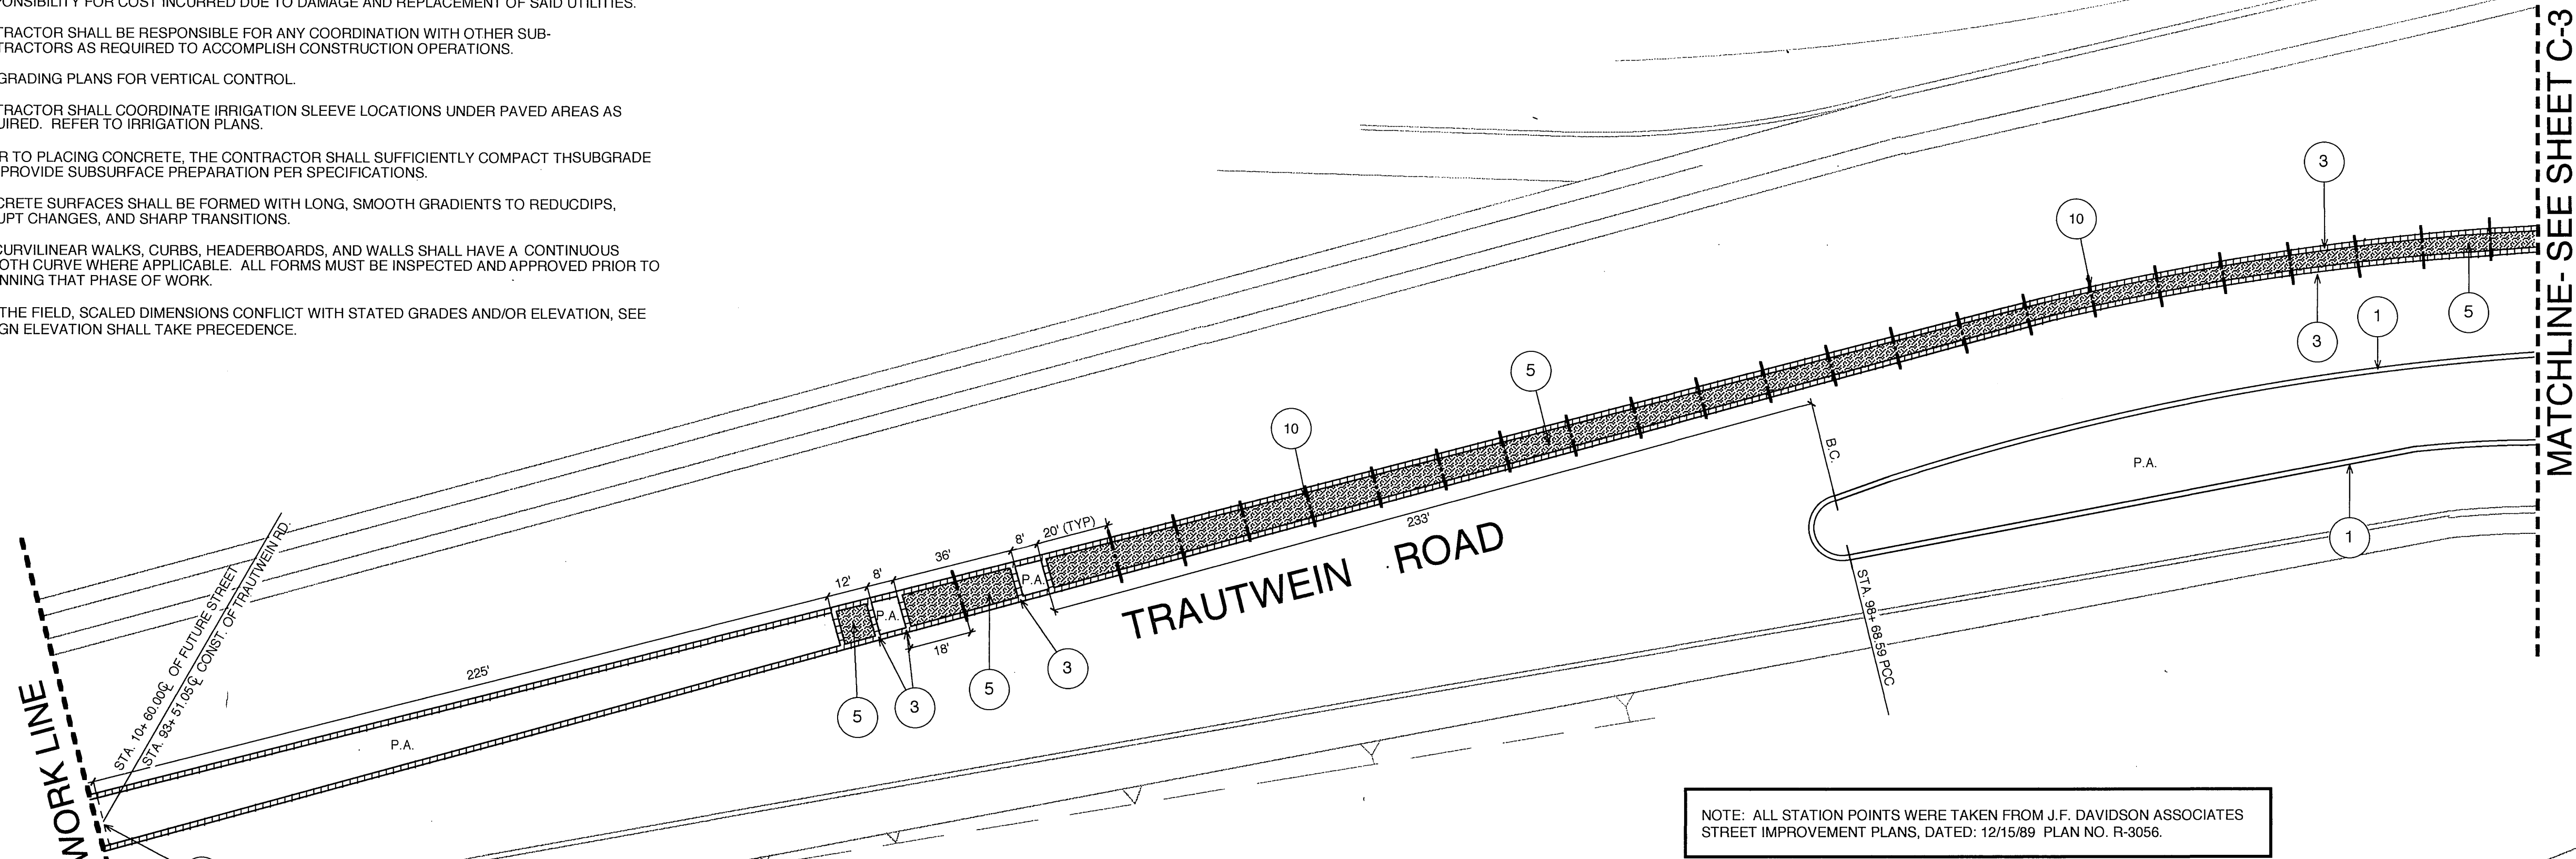 PONSIBILITY FOR COST INCURRED DUE TO DAMAGE AND REPLACEMENT OF SAID UTILITIES.
TRACTOR SHALL BE RESPONSIBLE FOR ANY COORDINATION WITH OTHER SUB-
TRACTORS AS REQUIRED TO ACCOMPLISH CONSTRUCTION OPERATIONS.
GRADING PLANS FOR VERTICAL CONTROL.
TRACTOR SHALL COORDINATE IRRIGATION SLEEVE LOCATIONS UNDER PAVED AREAS AS
UIRED. REFER TO IRRIGATION PLANS.
R TO PLACING CONCRETE, THE CONTRACTOR SHALL SUFFICIENTLY COMPACT THSUBGRADE
PROVIDE SUBSURFACE PREPARATION PER SPECIFICATIONS.
CRETE SURFACES SHALL BE FORMED WITH LONG, SMOOTH GRADIENTS TO REDUCDIPS,
UPT CHANGES, AND SHARP TRANSITIONS.
CURVILINEAR WALKS, CURBS, HEADERBOARDS, AND WALLS SHALL HAVE A CONTINUOUS
OTH CURVE WHERE APPLICABLE. ALL FORMS MUST BE INSPECTED AND APPROVED PRIOR TO
NNING THAT PHASE OF WORK.
THE FIELD, SCALED DIMENSIONS CONFLICT WITH STATED GRADES AND/OR ELEVATION, SEE
GN ELEVATION SHALL TAKE PRECEDENCE.
WORK LINE
STA. 10+ 60.00 ℄ OF FUTURE STREET
STA. 93+ 51.05 ℄ CONST. OF TRAUTWEIN RD.
225'
P.A.
12'
8'
36'
8'
20' (TYP)
P.A.
P.A.
18'
5
3
5
3
10
5
233'
TRAUTWEIN ROAD
B.C.
STA. 98+ 68.59 PCC
10
3
3
1
5
P.A.
1
MATCHLINE- SEE SHEET C-3
NOTE: ALL STATION POINTS WERE TAKEN FROM J.F. DAVIDSON ASSOCIATES
STREET IMPROVEMENT PLANS, DATED: 12/15/89 PLAN NO. R-3056.